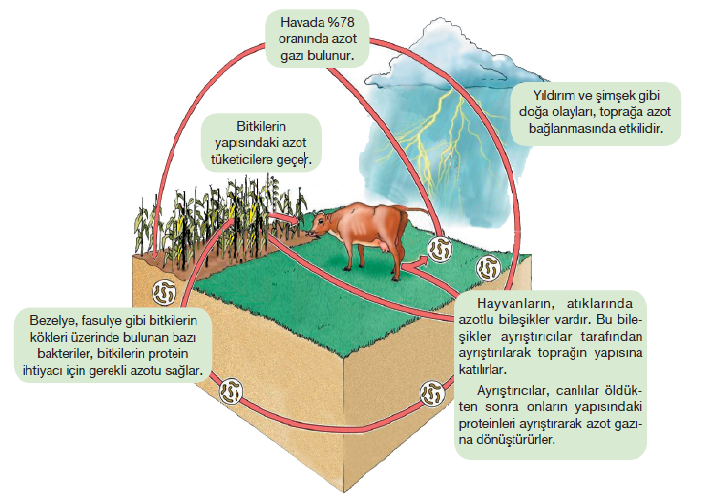 Havada %78
oranında azot
gazı bulunur.
Yıldırım ve şimşek gibi
doğa olayları, toprağa azot
bağlanmasında etkilidir.
Bitkilerin
yapısındaki azot
tüketicilere geçer.
Bezelye, fasulye gibi bitkilerin
kökleri üzerinde bulunan bazı
bakteriler, bitkilerin protein
ihtiyacı için gerekli azotu sağlar.
Hayvanların, atıklarında
azotlu bileşikler vardır. Bu bile-
şikler ayrıştırıcılar tarafından
ayrıştırılarak toprağın yapısına
katılırlar.
Ayrıştırıcılar, canlılar öldük-
ten sonra onların yapısındaki
proteinleri ayrıştırarak azot gazı-
na dönüştürürler.